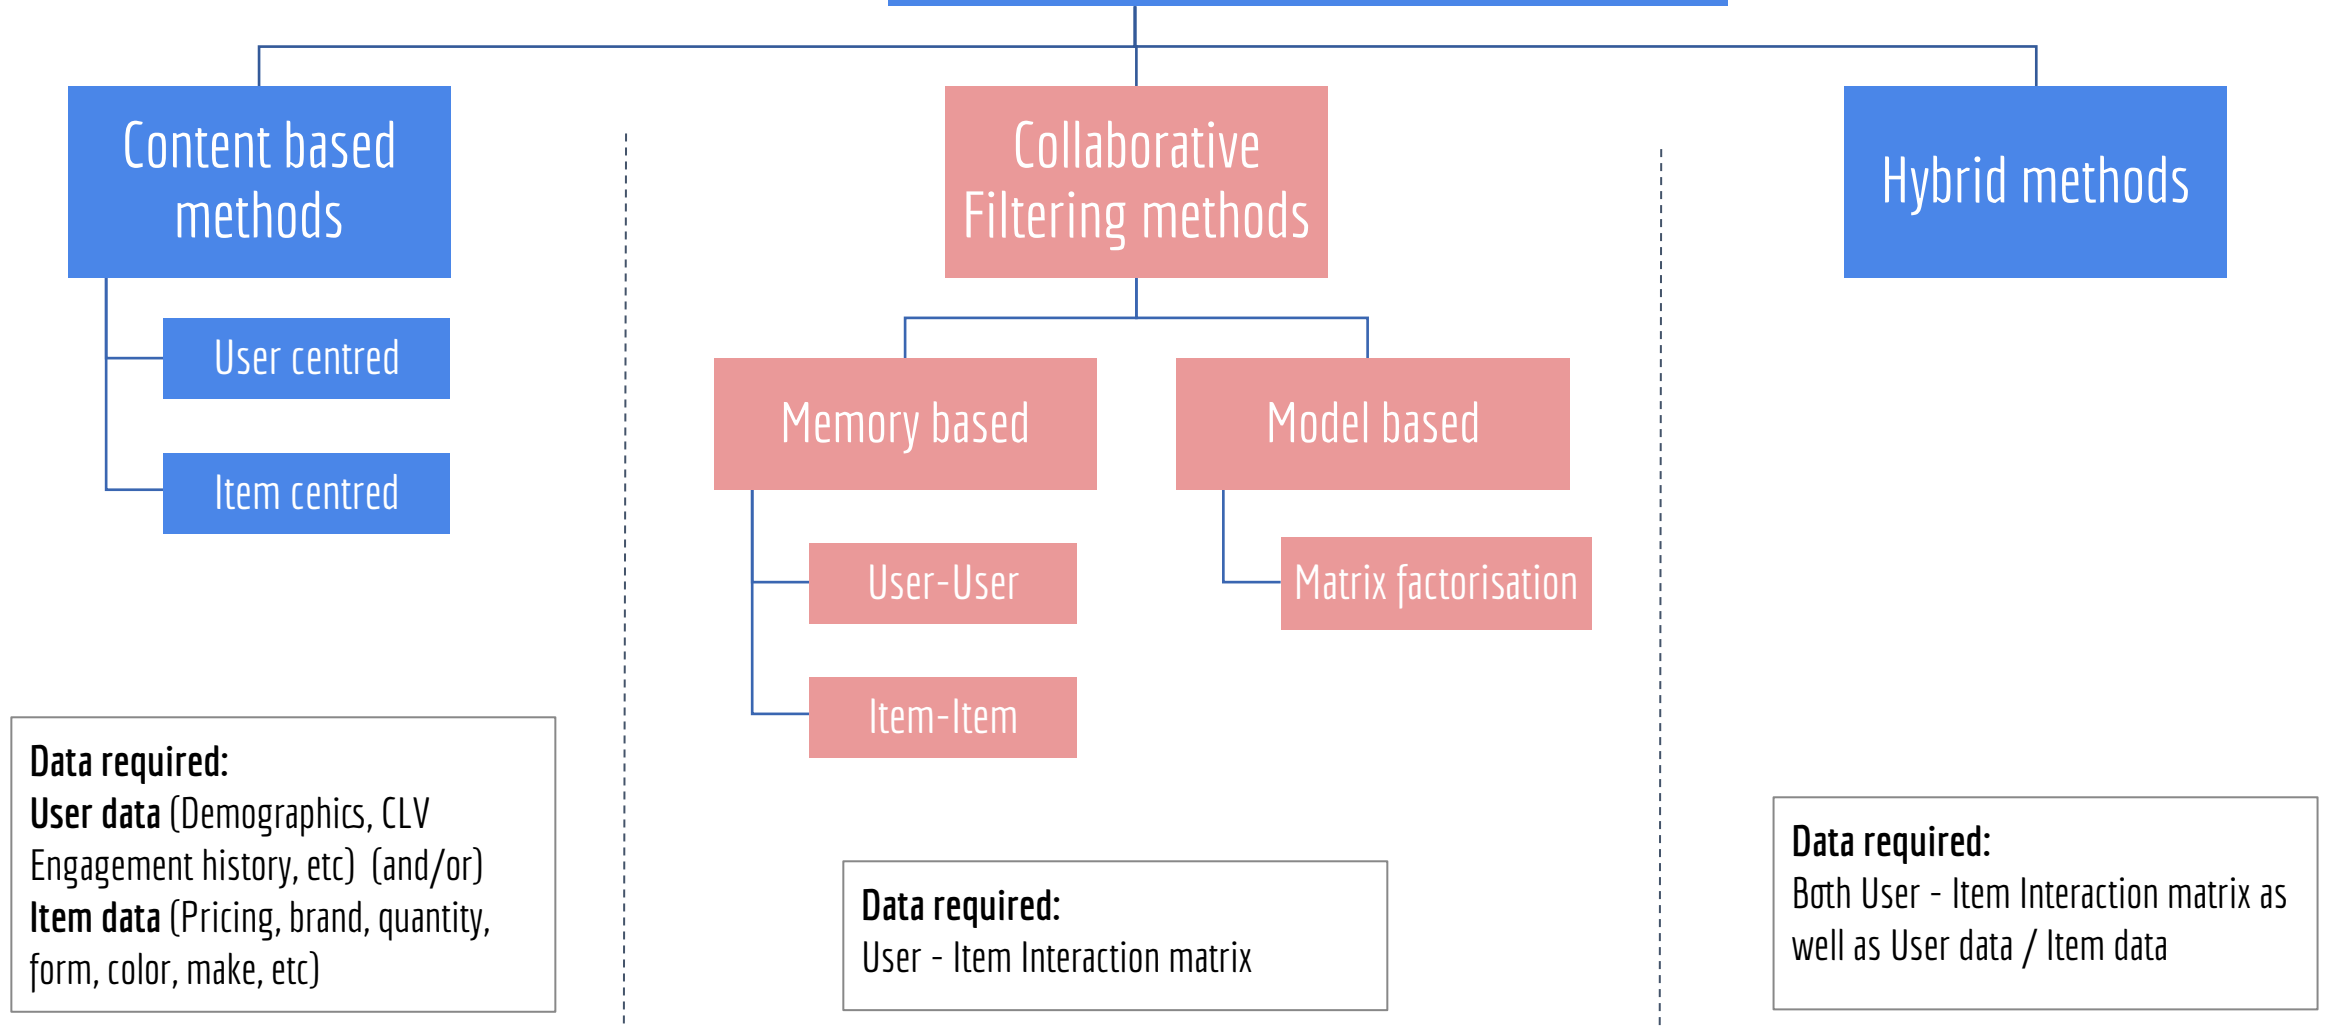 Content based
methods
Collaborative
Filtering methods
Hybrid methods
User centred
Item centred
Memory based
Model based
User-User
Matrix factorisation
Item-Item
Data required:
User data (Demographics, CLV
Engagement history, etc)  (and/or)
Item data (Pricing, brand, quantity,
form, color, make, etc)
Data required:
User - Item Interaction matrix
Data required:
Both User - Item Interaction matrix as
well as User data / Item data